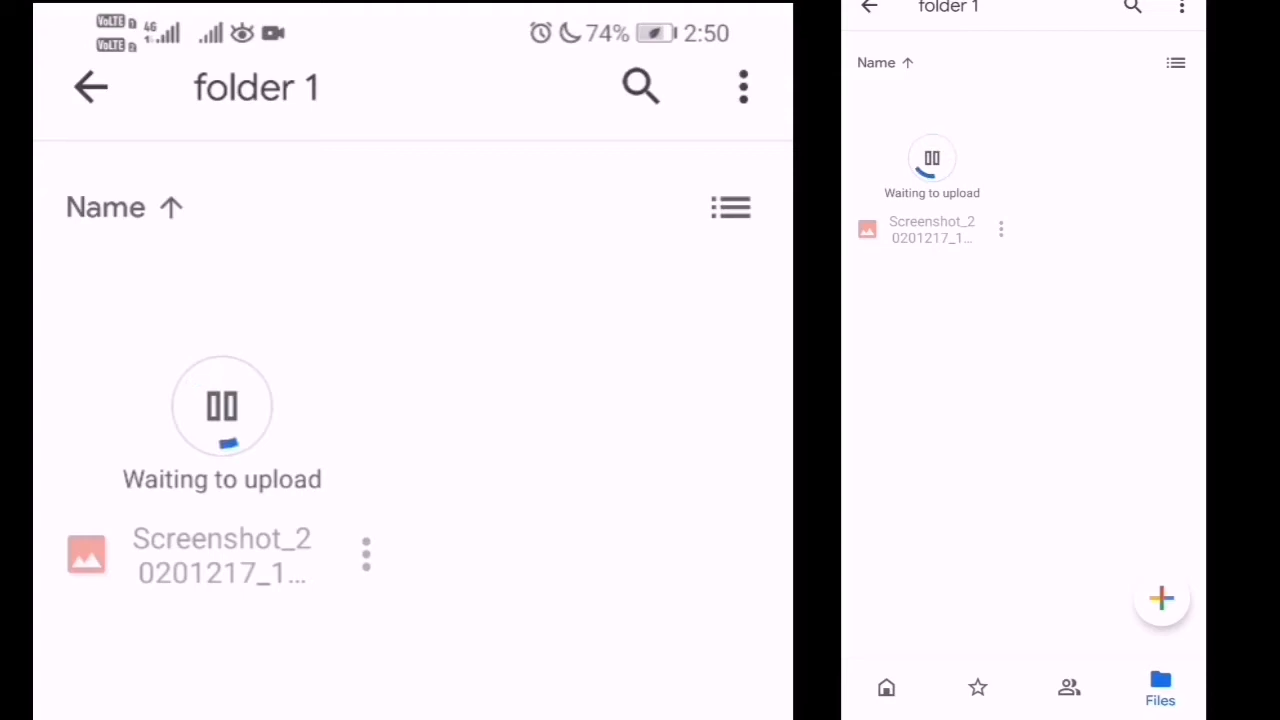 VoLTE 4G 74% 2:50
VoLTE
folder 1
Name
Waiting to upload
Screenshot_2
0201217_1...
folder 1
Name
Waiting to upload
Screenshot_2
0201217_1...
Files